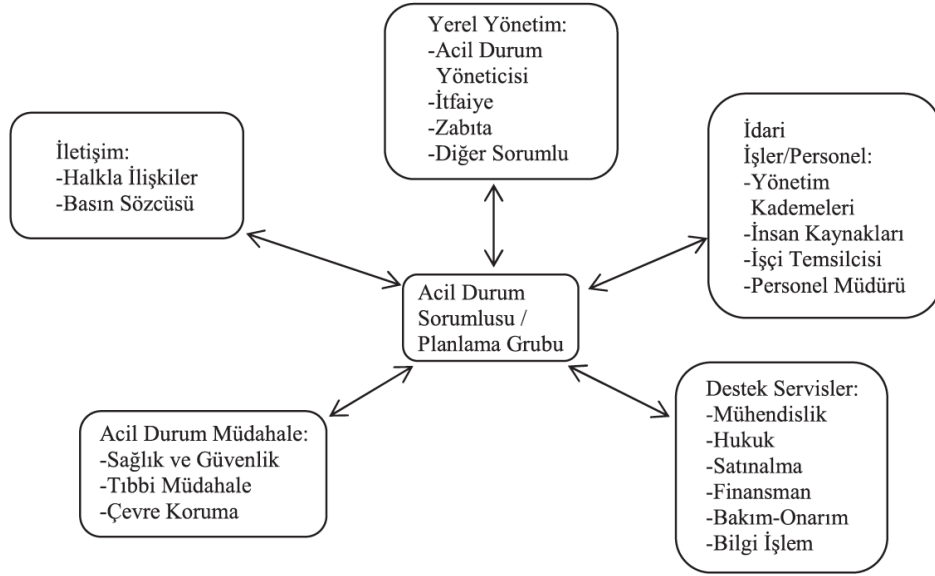 Yerel Yönetim:
-Acil Durum
Yöneticisi
-İtfaiye
-Zabıta
-Diğer Sorumlu
İletişim:
-Halkla İlişkiler
-Basın Sözcüsü
İdari
İşler/Personel:
-Yönetim
Kademeleri
-İnsan Kaynakları
-İşçi Temsilcisi
-Personel Müdürü
Acil Durum
Sorumlusu /
Planlama Grubu
Acil Durum Müdahale:
-Sağlık ve Güvenlik
-Tıbbi Müdahale
-Çevre Koruma
Destek Servisler:
-Mühendislik
-Hukuk
-Satınalma
-Finansman
-Bakım-Onarım
-Bilgi İşlem